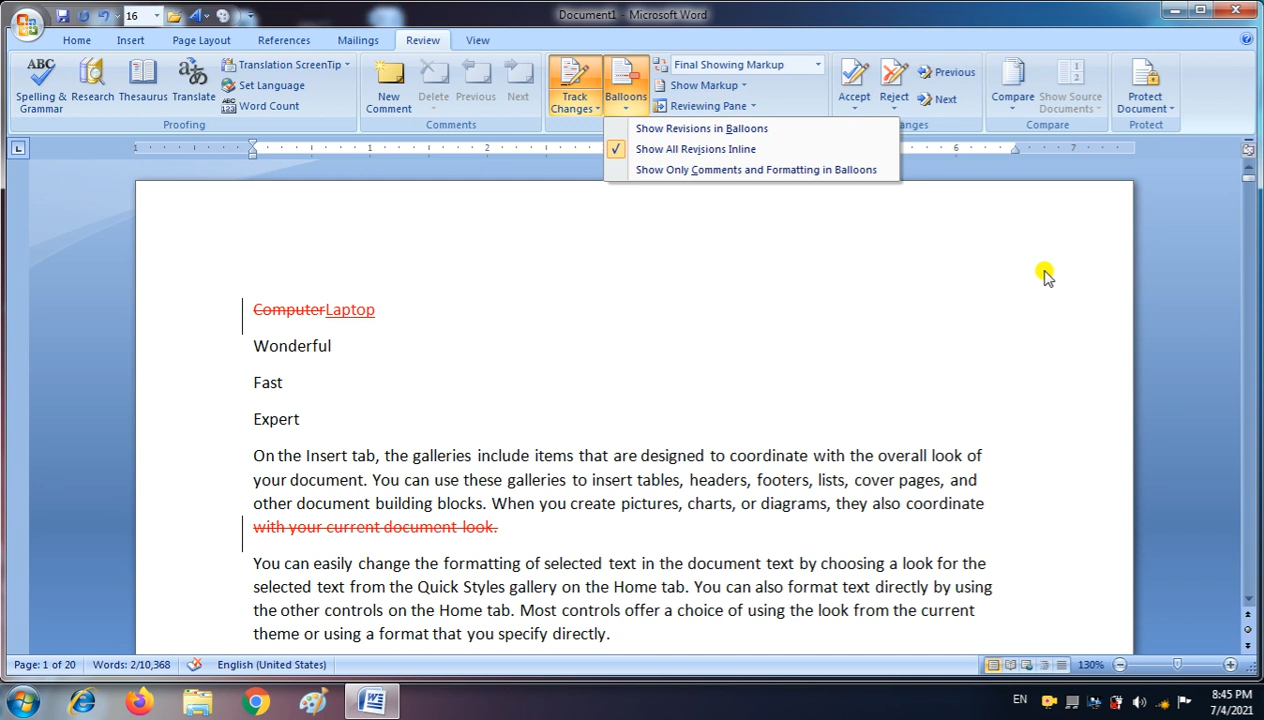 16
Document1 - Microsoft Word
Home Insert Page Layout References Mailings Review View
ABC Spelling & Grammar
Research
Thesaurus
Translate
Translation ScreenTip
Set Language
ABC 123 Word Count
Proofing
New Comment
Delete
Previous
Next
Comments
Track Changes
Balloons
Final Showing Markup
Show Markup
Reviewing Pane
Accept
Reject
Previous
Next
anges
Compare
Show Source Documents
Compare
Protect Document
Protect
Show Revisions in Balloons
Show All Revisions Inline
Show Only Comments and Formatting in Balloons
1 1 2 6 7
ComputerLaptop
Wonderful
Fast
Expert
On the Insert tab, the galleries include items that are designed to coordinate with the overall look of
your document. You can use these galleries to insert tables, headers, footers, lists, cover pages, and
other document building blocks. When you create pictures, charts, or diagrams, they also coordinate
with your current document look.
You can easily change the formatting of selected text in the document text by choosing a look for the
selected text from the Quick Styles gallery on the Home tab. You can also format text directly by using
the other controls on the Home tab. Most controls offer a choice of using the look from the current
theme or using a format that you specify directly.
Page: 1 of 20 Words: 2/10,368 English (United States) 130%
EN 8:45 PM
7/4/2021